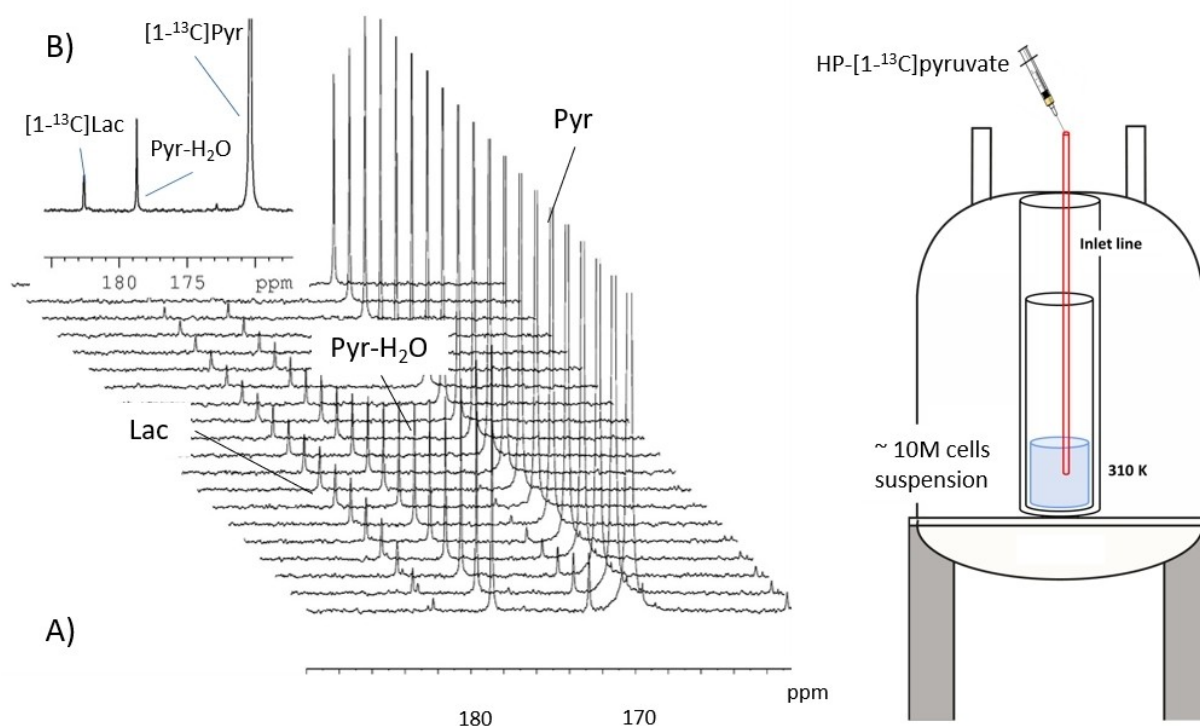 B)
[1-¹³C]Pyr
[1-¹³C]Lac
Pyr-H₂O
180 175 ppm
Pyr
Pyr-H₂O
Lac
A)
ppm
180 170
HP-[1-¹³C]pyruvate
Inlet line
~ 10M cells
suspension
310 K